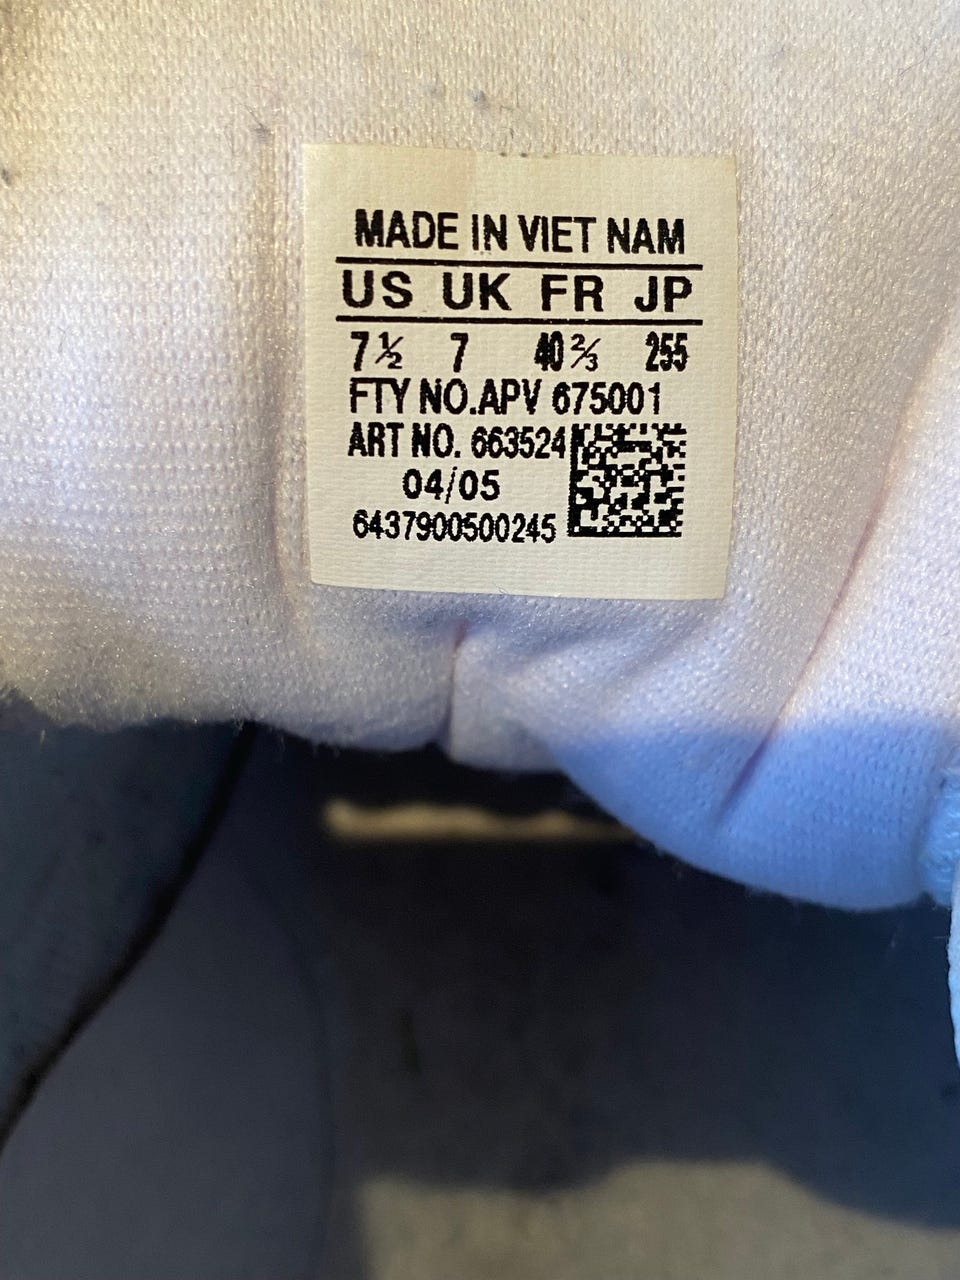 MADE IN VIET NAM
US UK FR JP
7½ 7 40⅔ 255
FTY NO.APV 675001
ART NO. 663524
04/05
6437900500245